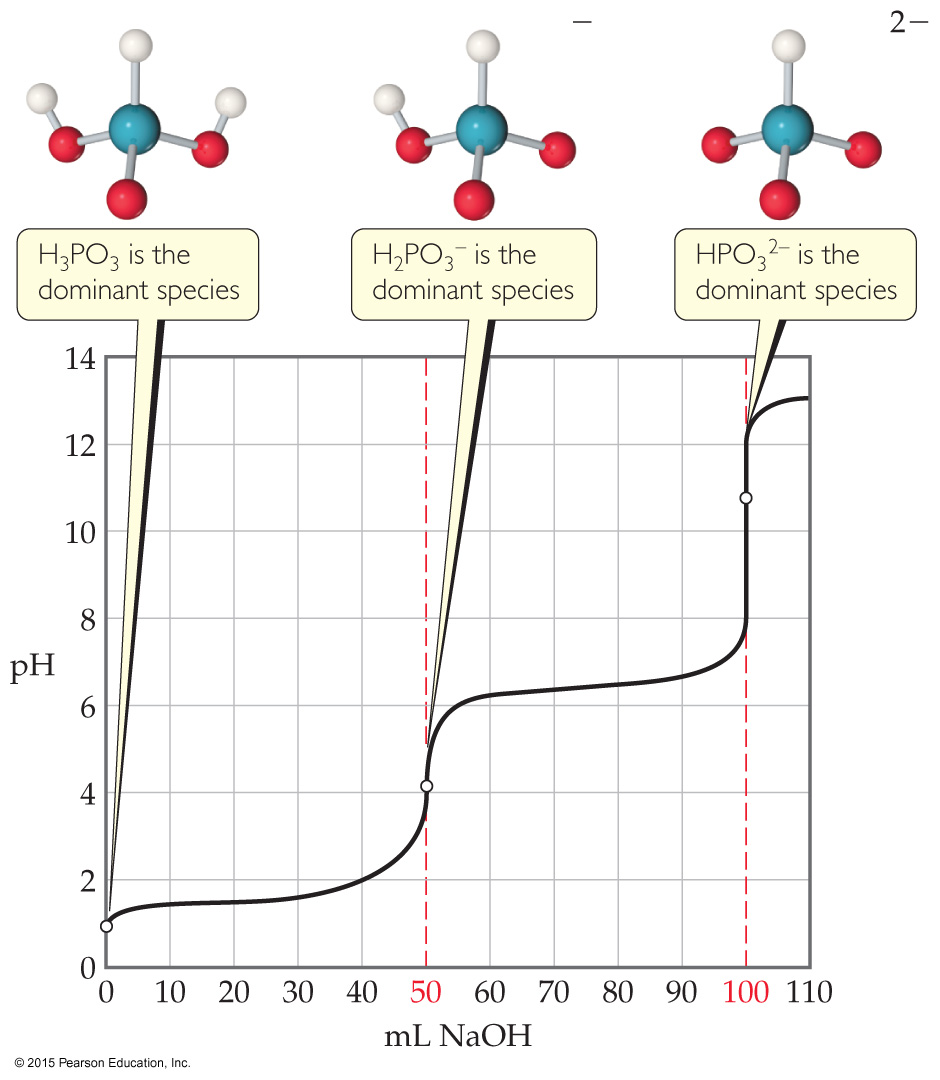 −
2−
H₃PO₃ is the
dominant species
H₂PO₃⁻ is the
dominant species
HPO₃²⁻ is the
dominant species
14
12
10
8
pH
6
4
2
0
0 10 20 30 40 50 60 70 80 90 100 110
mL NaOH
© 2015 Pearson Education, Inc.